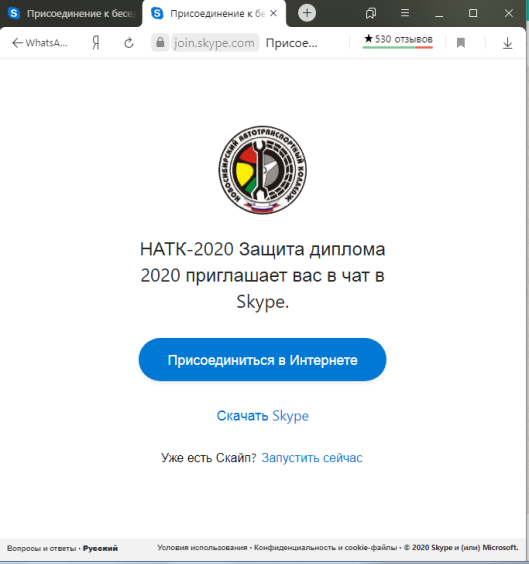 Присоединение к бесе
Присоединение к бе
← WhatsA...
Я
join.skype.com Присое...
★530 отзывов
НОВОСИБИРСКИЙ АВТОТРАНСПОРТНЫЙ КОЛЛЕДЖ
НАТК-2020 Защита диплома
2020 приглашает вас в чат в
Skype.
Присоединиться в Интернете
Скачать Skype
Уже есть Скайп? Запустить сейчас
Вопросы и ответы · Русский
Условия использования · Конфиденциальность и cookie-файлы · © 2020 Skype и (или) Microsoft.